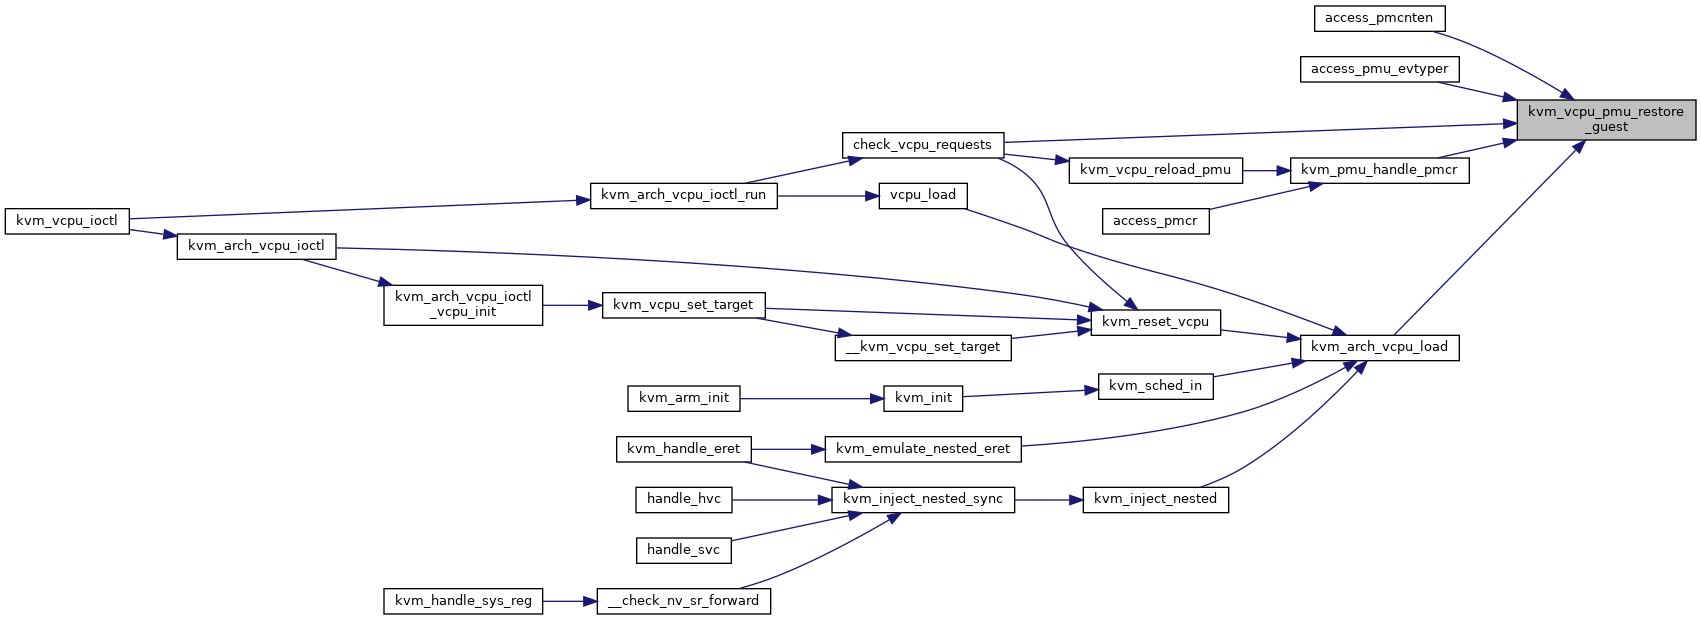 access_pmcnten
access_pmu_evtyper
kvm_vcpu_pmu_restore
_guest
check_vcpu_requests
kvm_vcpu_reload_pmu
kvm_pmu_handle_pmcr
kvm_arch_vcpu_ioctl_run
vcpu_load
access_pmcr
kvm_vcpu_ioctl
kvm_arch_vcpu_ioctl
kvm_arch_vcpu_ioctl
_vcpu_init
kvm_vcpu_set_target
kvm_reset_vcpu
__kvm_vcpu_set_target
kvm_arch_vcpu_load
kvm_sched_in
kvm_arm_init
kvm_init
kvm_handle_eret
kvm_emulate_nested_eret
handle_hvc
kvm_inject_nested_sync
kvm_inject_nested
handle_svc
kvm_handle_sys_reg
__check_nv_sr_forward